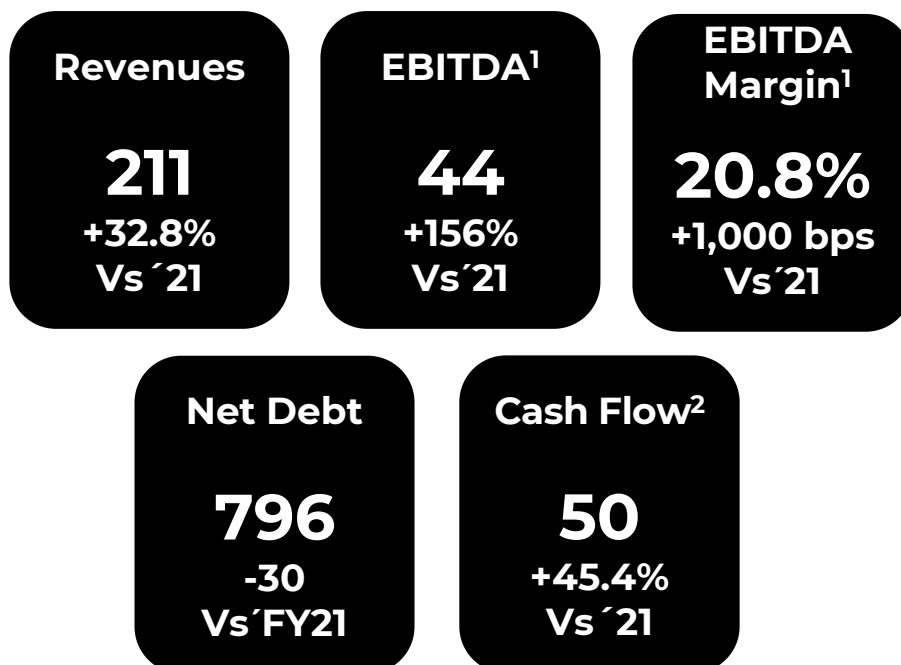 Revenues
211
+32.8%
Vs ´21
EBITDA¹
44
+156%
Vs´21
EBITDA
Margin¹
20.8%
+1,000 bps
Vs´21
Net Debt
796
-30
Vs´FY21
Cash Flow²
50
+45.4%
Vs ´21